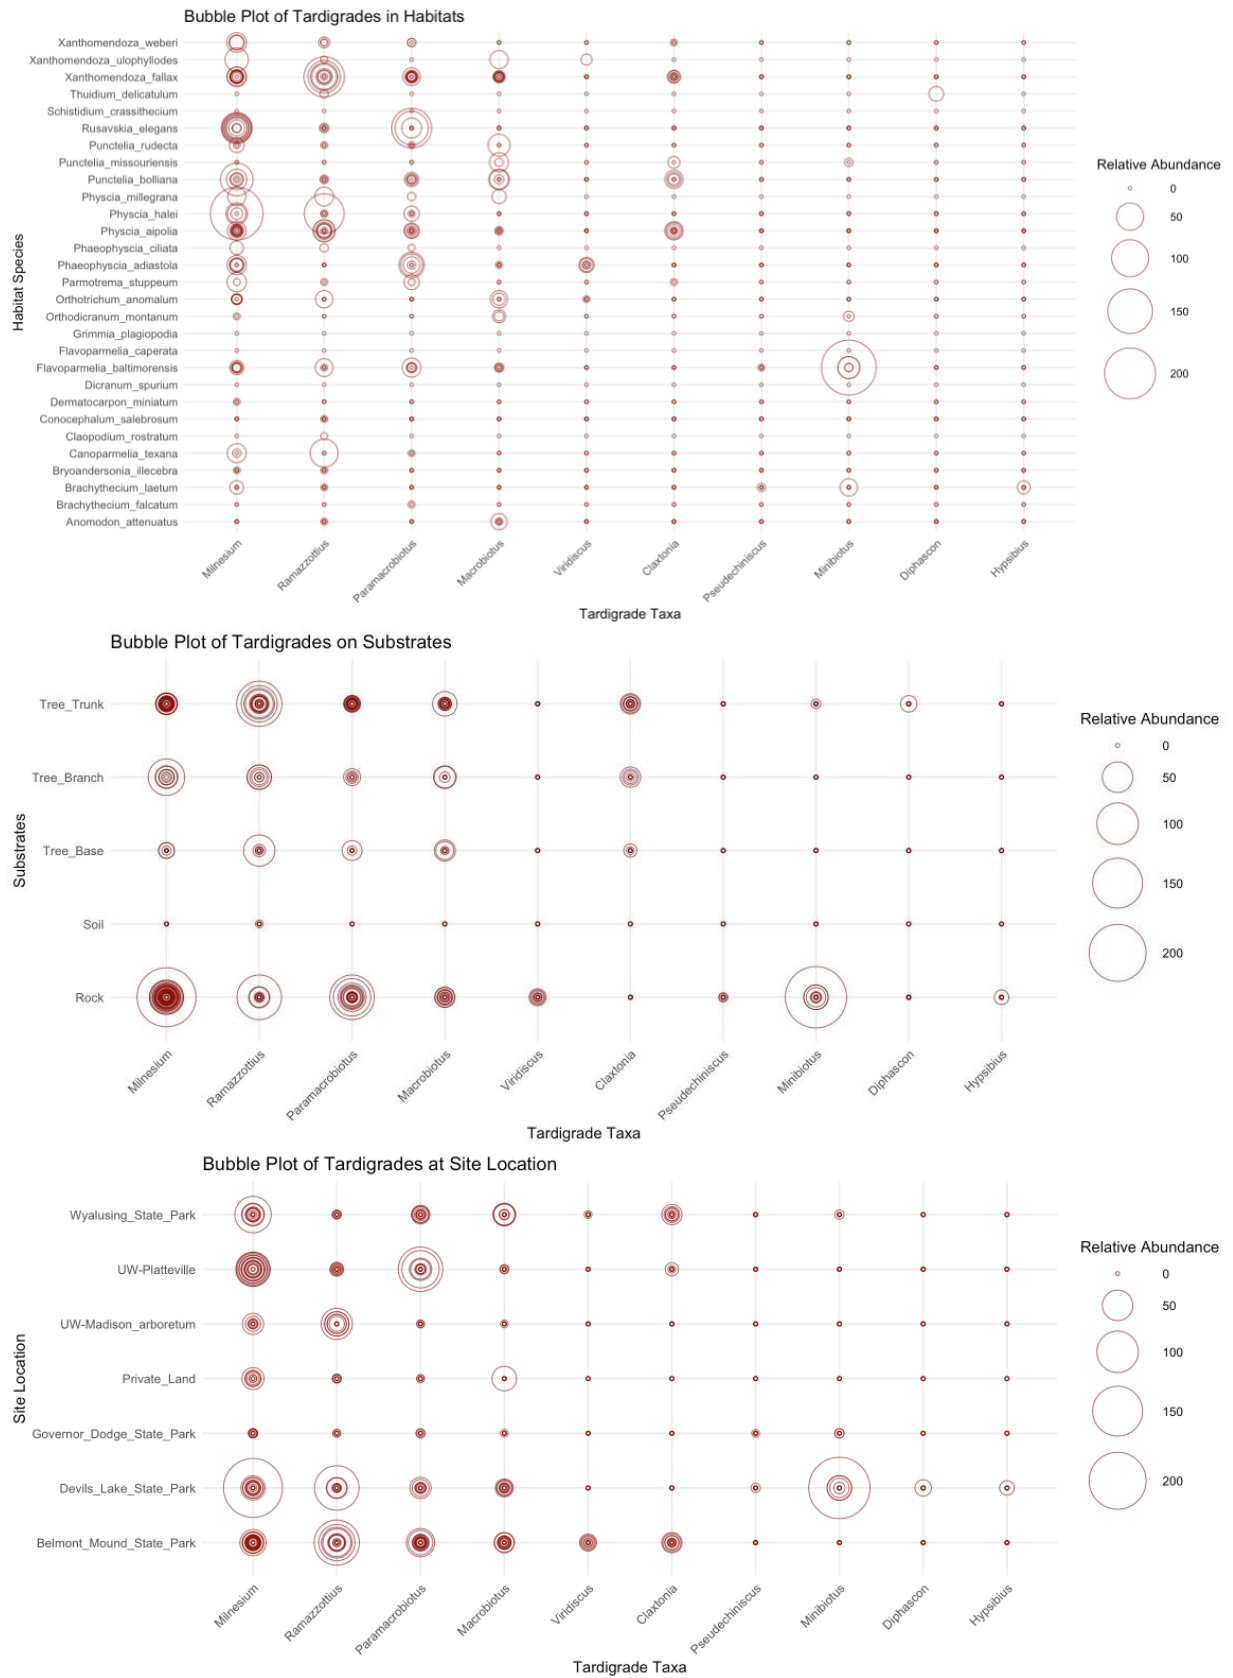 Bubble Plot of Tardigrades in Habitats
Habitat Species
Xanthomendoza_weberi
Xanthomendoza_ulophyllodes
Xanthomendoza_fallax
Thuidium_delicatulum
Schistidium_crassithecium
Rusavskia_elegans
Punctelia_rudecta
Punctelia_missouriensis
Punctelia_bolliana
Physcia_millegrana
Physcia_halei
Physcia_aipolia
Phaeophyscia_ciliata
Phaeophyscia_adiastola
Parmotrema_stuppeum
Orthotrichum_anomalum
Orthodicranum_montanum
Grimmia_plagiopodia
Flavoparmelia_caperata
Flavoparmelia_baltimorensis
Dicranum_spurium
Dermatocarpon_miniatum
Conocephalum_salebrosum
Claopodium_rostratum
Canoparmelia_texana
Bryoandersonia_illecebra
Brachythecium_laetum
Brachythecium_falcatum
Anomodon_attenuatus
Milnesium
Ramazzottius
Paramacrobiotus
Macrobiotus
Viridiscus
Claxtonia
Pseudechiniscus
Minibiotus
Diphascon
Hypsibius
Tardigrade Taxa
Relative Abundance
0
50
100
150
200
Bubble Plot of Tardigrades on Substrates
Substrates
Tree_Trunk
Tree_Branch
Tree_Base
Soil
Rock
Milnesium
Ramazzottius
Paramacrobiotus
Macrobiotus
Viridiscus
Claxtonia
Pseudechiniscus
Minibiotus
Diphascon
Hypsibius
Tardigrade Taxa
Relative Abundance
0
50
100
150
200
Bubble Plot of Tardigrades at Site Location
Site Location
Wyalusing_State_Park
UW-Platteville
UW-Madison_arboretum
Private_Land
Governor_Dodge_State_Park
Devils_Lake_State_Park
Belmont_Mound_State_Park
Milnesium
Ramazzottius
Paramacrobiotus
Macrobiotus
Viridiscus
Claxtonia
Pseudechiniscus
Minibiotus
Diphascon
Hypsibius
Tardigrade Taxa
Relative Abundance
0
50
100
150
200